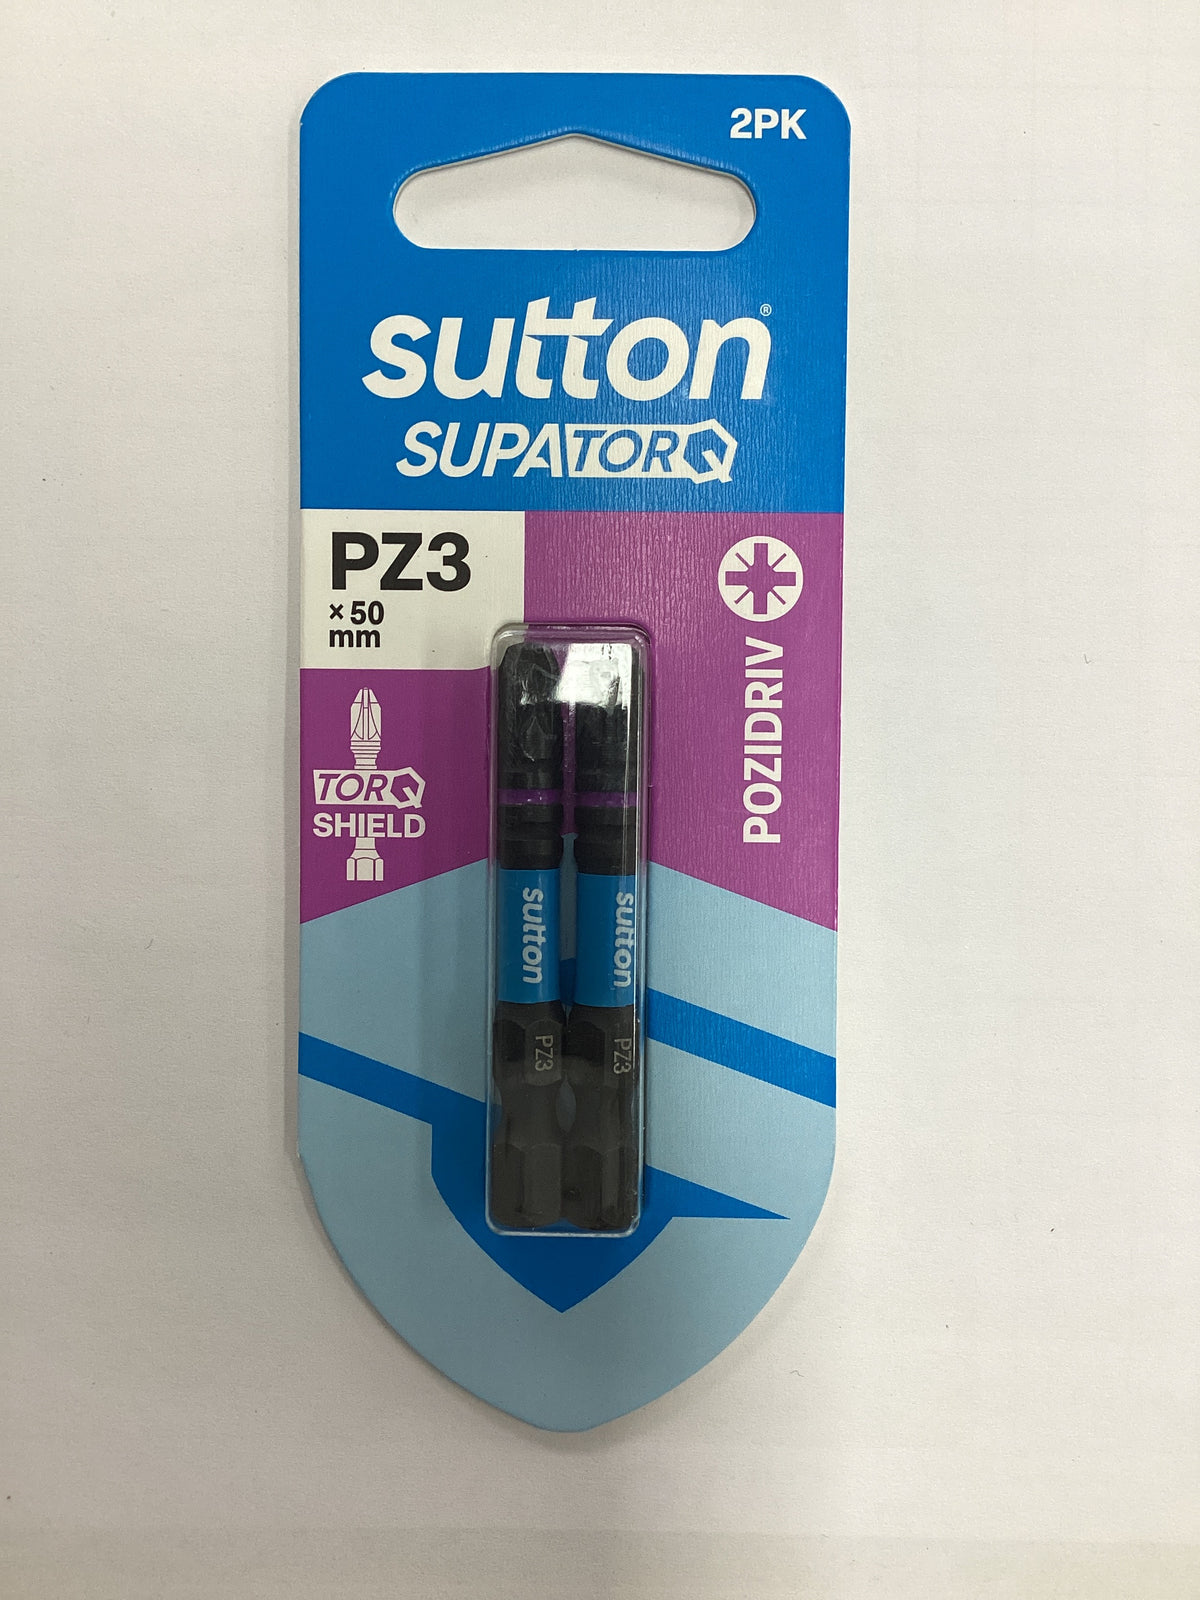 2PK
sutton®
SUPATORQ
PZ3
×50
mm
POZIDRIV
TORQ
SHIELD
sutton
sutton
PZ3
PZ3